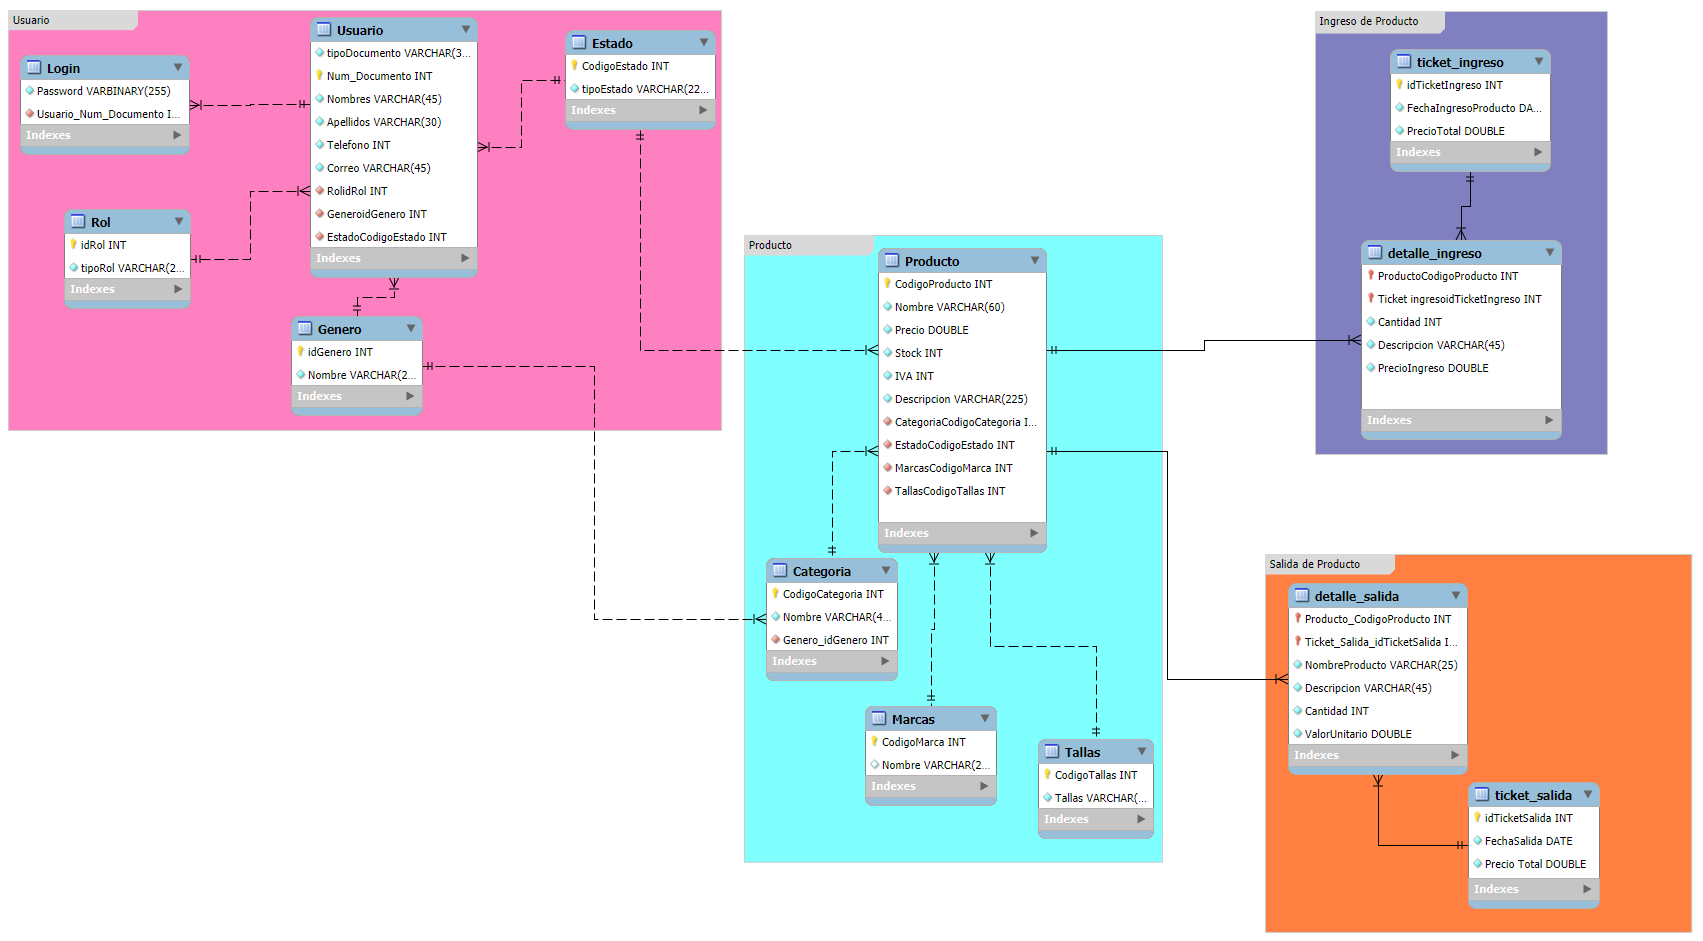 Usuario
Login
Password VARBINARY(255)
Usuario_Num_Documento I...
Indexes
Usuario
tipoDocumento VARCHAR(3...
Num_Documento INT
Nombres VARCHAR(45)
Apellidos VARCHAR(30)
Telefono INT
Correo VARCHAR(45)
RolidRol INT
GeneroidGenero INT
EstadoCodigoEstado INT
Indexes
Estado
CodigoEstado INT
tipoEstado VARCHAR(22...
Indexes
Rol
idRol INT
tipoRol VARCHAR(2...
Indexes
Genero
idGenero INT
Nombre VARCHAR(2...
Indexes
Producto
Producto
CodigoProducto INT
Nombre VARCHAR(60)
Precio DOUBLE
Stock INT
IVA INT
Descripcion VARCHAR(225)
CategoriaCodigoCategoria I...
EstadoCodigoEstado INT
MarcasCodigoMarca INT
TallasCodigoTallas INT
Indexes
Categoria
CodigoCategoria INT
Nombre VARCHAR(4...
Genero_idGenero INT
Indexes
Marcas
CodigoMarca INT
Nombre VARCHAR(2...
Indexes
Tallas
CodigoTallas INT
Tallas VARCHAR(...
Indexes
Ingreso de Producto
ticket_ingreso
idTicketIngreso INT
FechaIngresoProducto DA...
PrecioTotal DOUBLE
Indexes
detalle_ingreso
ProductoCodigoProducto INT
Ticket ingresoidTicketIngreso INT
Cantidad INT
Descripcion VARCHAR(45)
PrecioIngreso DOUBLE
Indexes
Salida de Producto
detalle_salida
Producto_CodigoProducto INT
Ticket_Salida_idTicketSalida I...
NombreProducto VARCHAR(25)
Descripcion VARCHAR(45)
Cantidad INT
ValorUnitario DOUBLE
Indexes
ticket_salida
idTicketSalida INT
FechaSalida DATE
Precio Total DOUBLE
Indexes